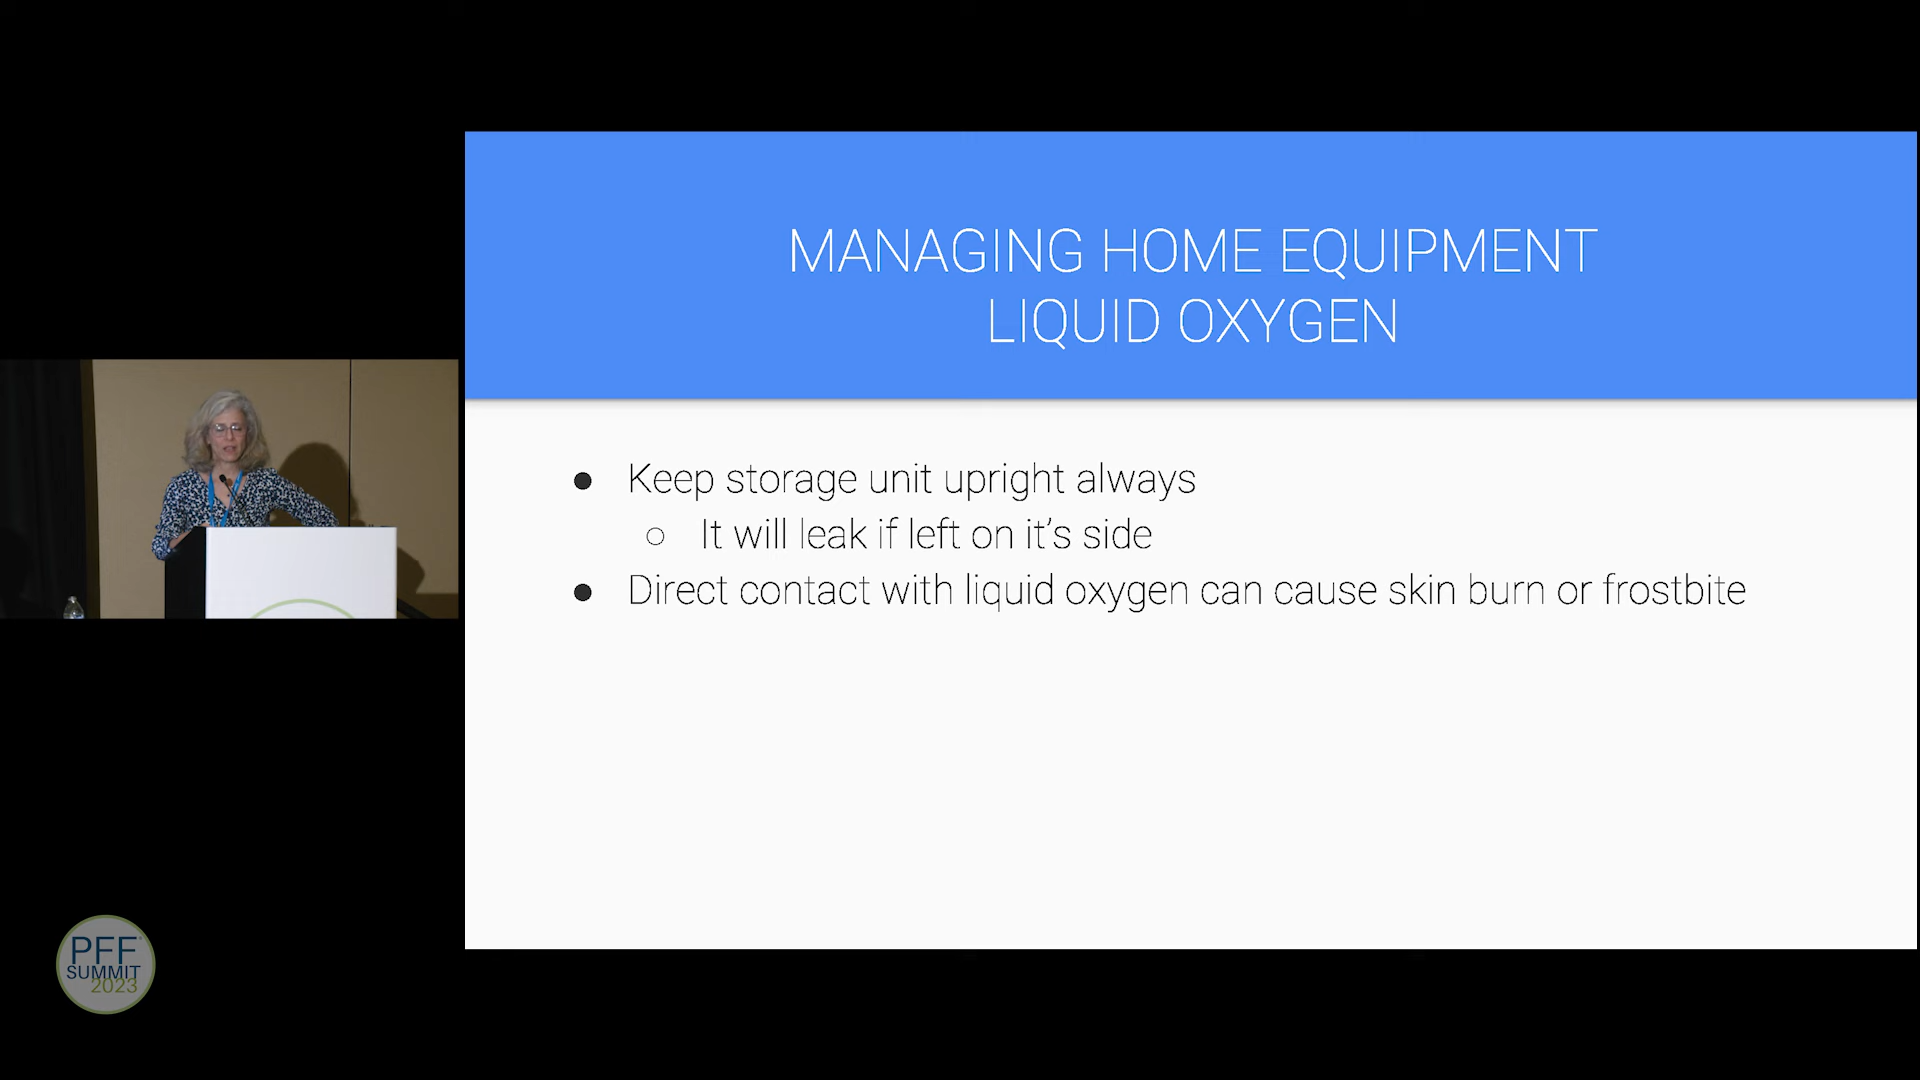 MANAGING HOME EQUIPMENT
LIQUID OXYGEN
● Keep storage unit upright always
○ It will leak if left on it's side
● Direct contact with liquid oxygen can cause skin burn or frostbite
PFF
SUMMIT
2023